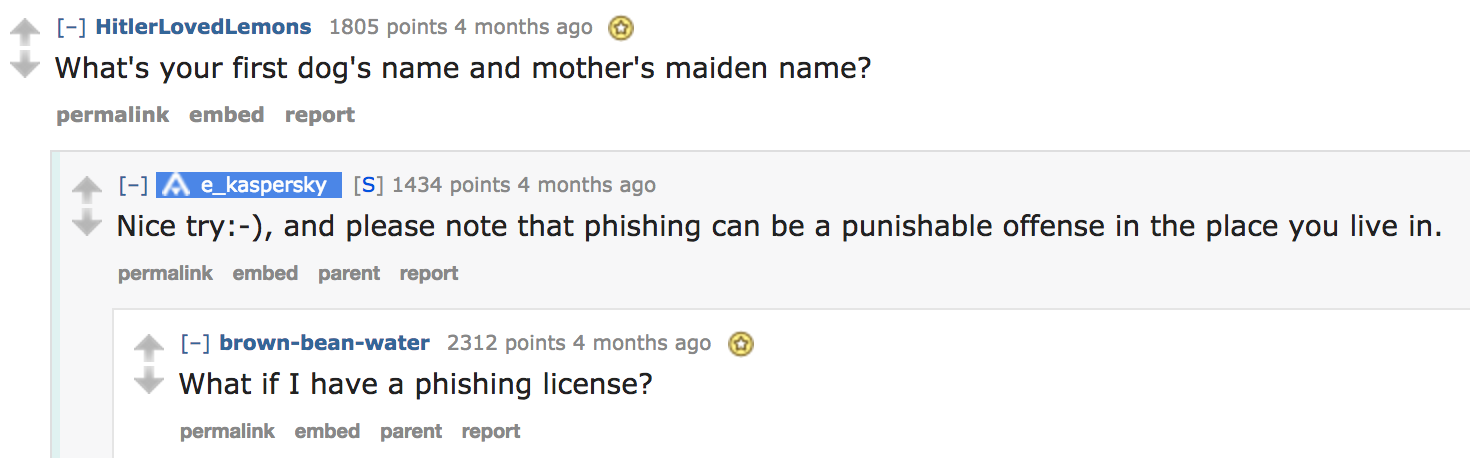 [–] HitlerLovedLemons 1805 points 4 months ago
What's your first dog's name and mother's maiden name?
permalink embed report
[–] e_kaspersky [S] 1434 points 4 months ago
Nice try:-), and please note that phishing can be a punishable offense in the place you live in.
permalink embed parent report
[–] brown-bean-water 2312 points 4 months ago
What if I have a phishing license?
permalink embed parent report